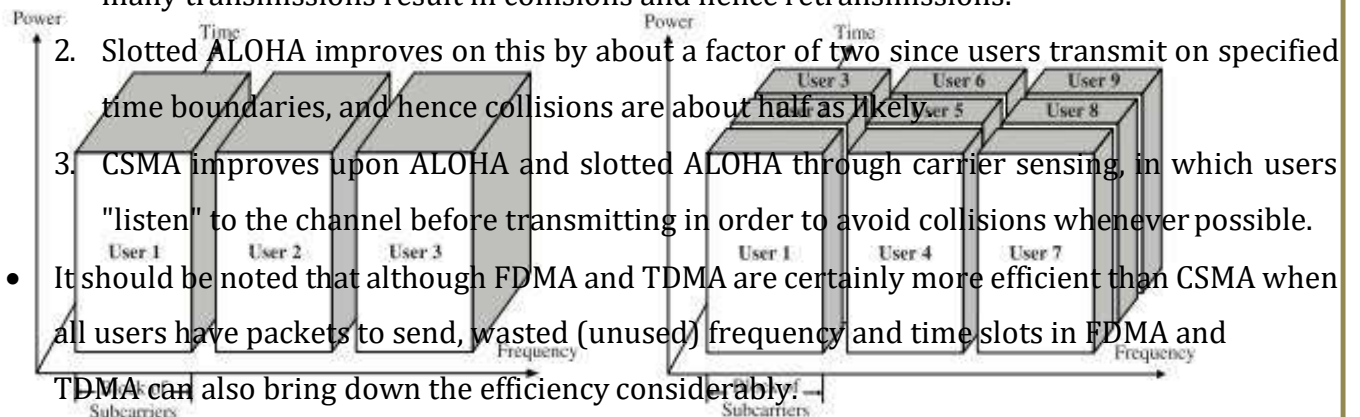 many transmissions result in collisions and hence retransmissions.
Power
Time
Power
Time
2. Slotted ALOHA improves on this by about a factor of two since users transmit on specified
User 3 User 6 User 9
time boundaries, and hence collisions are about half as likely.
User 5 User 8
3. CSMA improves upon ALOHA and slotted ALOHA through carrier sensing, in which users
"listen" to the channel before transmitting in order to avoid collisions whenever possible.
User 1 User 2 User 3
User 1 User 4 User 7
• It should be noted that although FDMA and TDMA are certainly more efficient than CSMA when
all users have packets to send, wasted (unused) frequency and time slots in FDMA and
Frequency
Frequency
TDMA can also bring down the efficiency considerably.
Subcarriers
Subcarriers